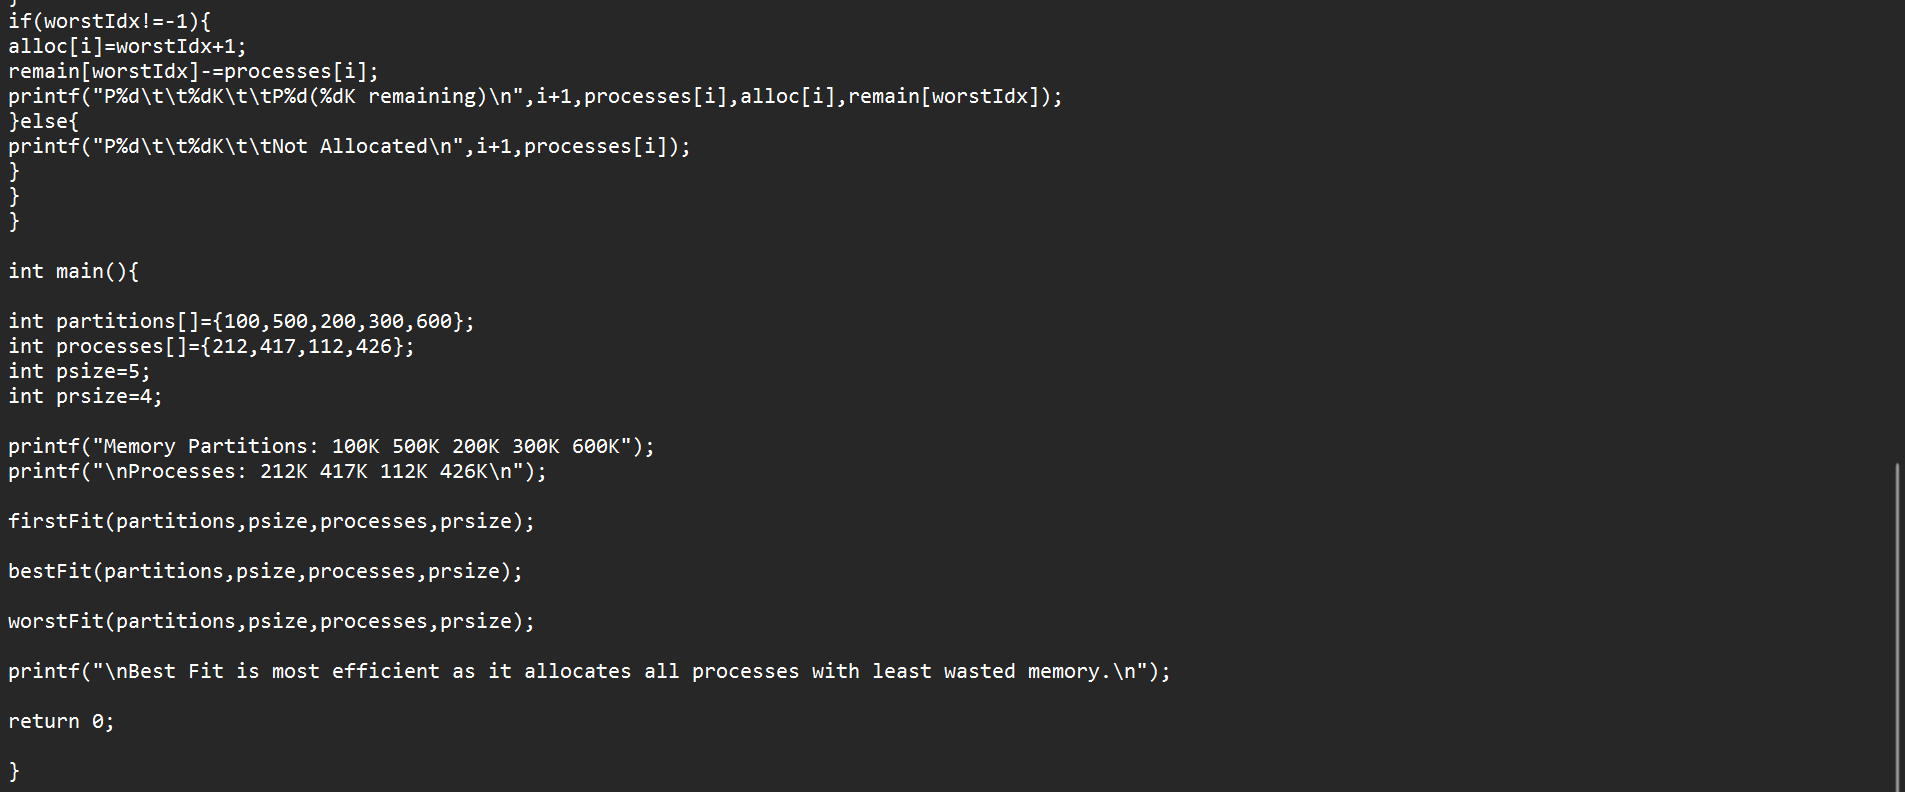 }
if(worstIdx!=-1){
alloc[i]=worstIdx+1;
remain[worstIdx]-=processes[i];
printf("P%d\t\t%dK\t\tP%d(%dK remaining)\n",i+1,processes[i],alloc[i],remain[worstIdx]);
}else{
printf("P%d\t\t%dK\t\tNot Allocated\n",i+1,processes[i]);
}
}
}
int main(){
int partitions[]={100,500,200,300,600};
int processes[]={212,417,112,426};
int psize=5;
int prsize=4;
printf("Memory Partitions: 100K 500K 200K 300K 600K");
printf("\nProcesses: 212K 417K 112K 426K\n");
firstFit(partitions,psize,processes,prsize);
bestFit(partitions,psize,processes,prsize);
worstFit(partitions,psize,processes,prsize);
printf("\nBest Fit is most efficient as it allocates all processes with least wasted memory.\n");
return 0;
}